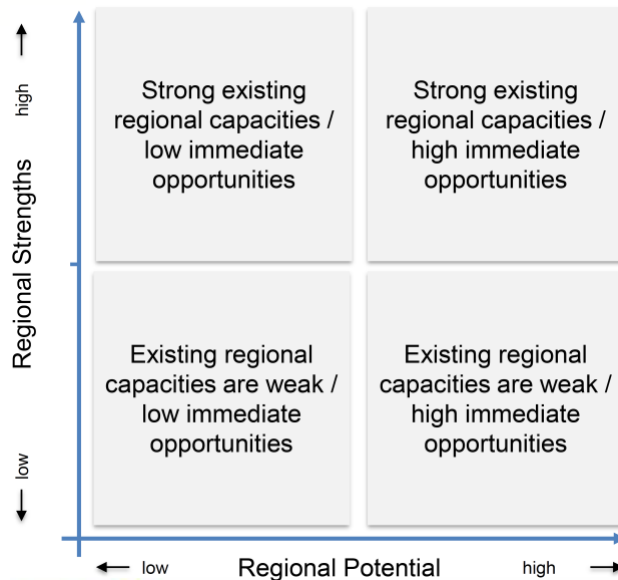 high
Regional Strengths
low
Strong existing
regional capacities /
low immediate
opportunities
Strong existing
regional capacities /
high immediate
opportunities
Existing regional
capacities are weak /
low immediate
opportunities
Existing regional
capacities are weak /
high immediate
opportunities
low
Regional Potential
high